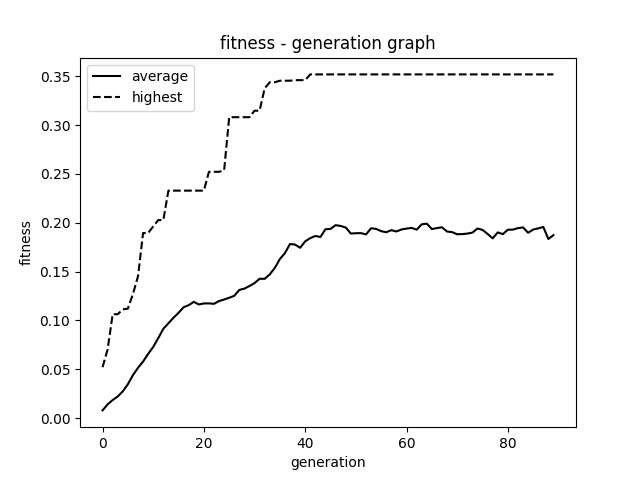 fitness - generation graph
average
highest
0.35
0.30
0.25
0.20
0.15
0.10
0.05
0.00
fitness
0 20 40 60 80
generation